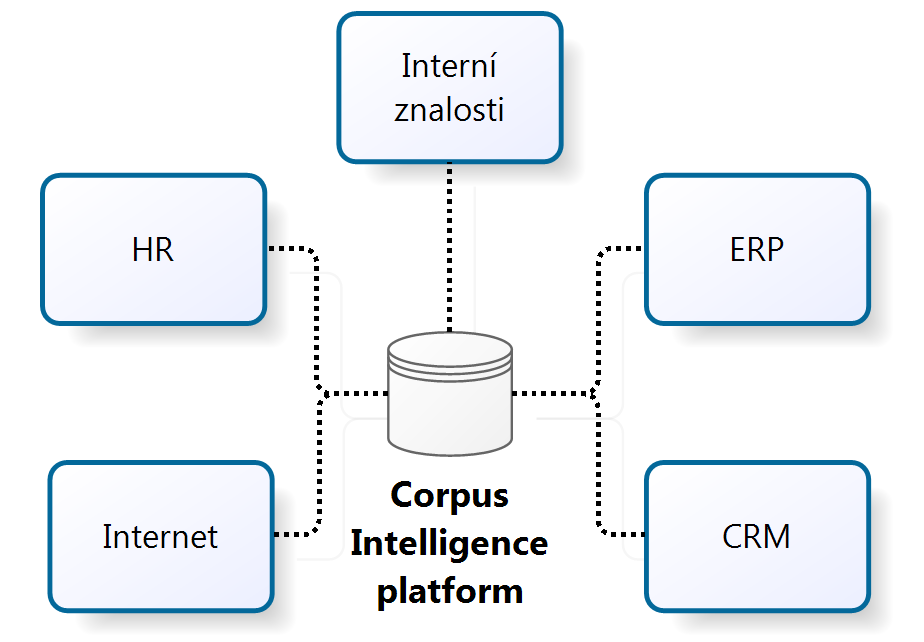 Interní
znalosti
HR
ERP
Internet
CRM
Corpus
Intelligence
platform